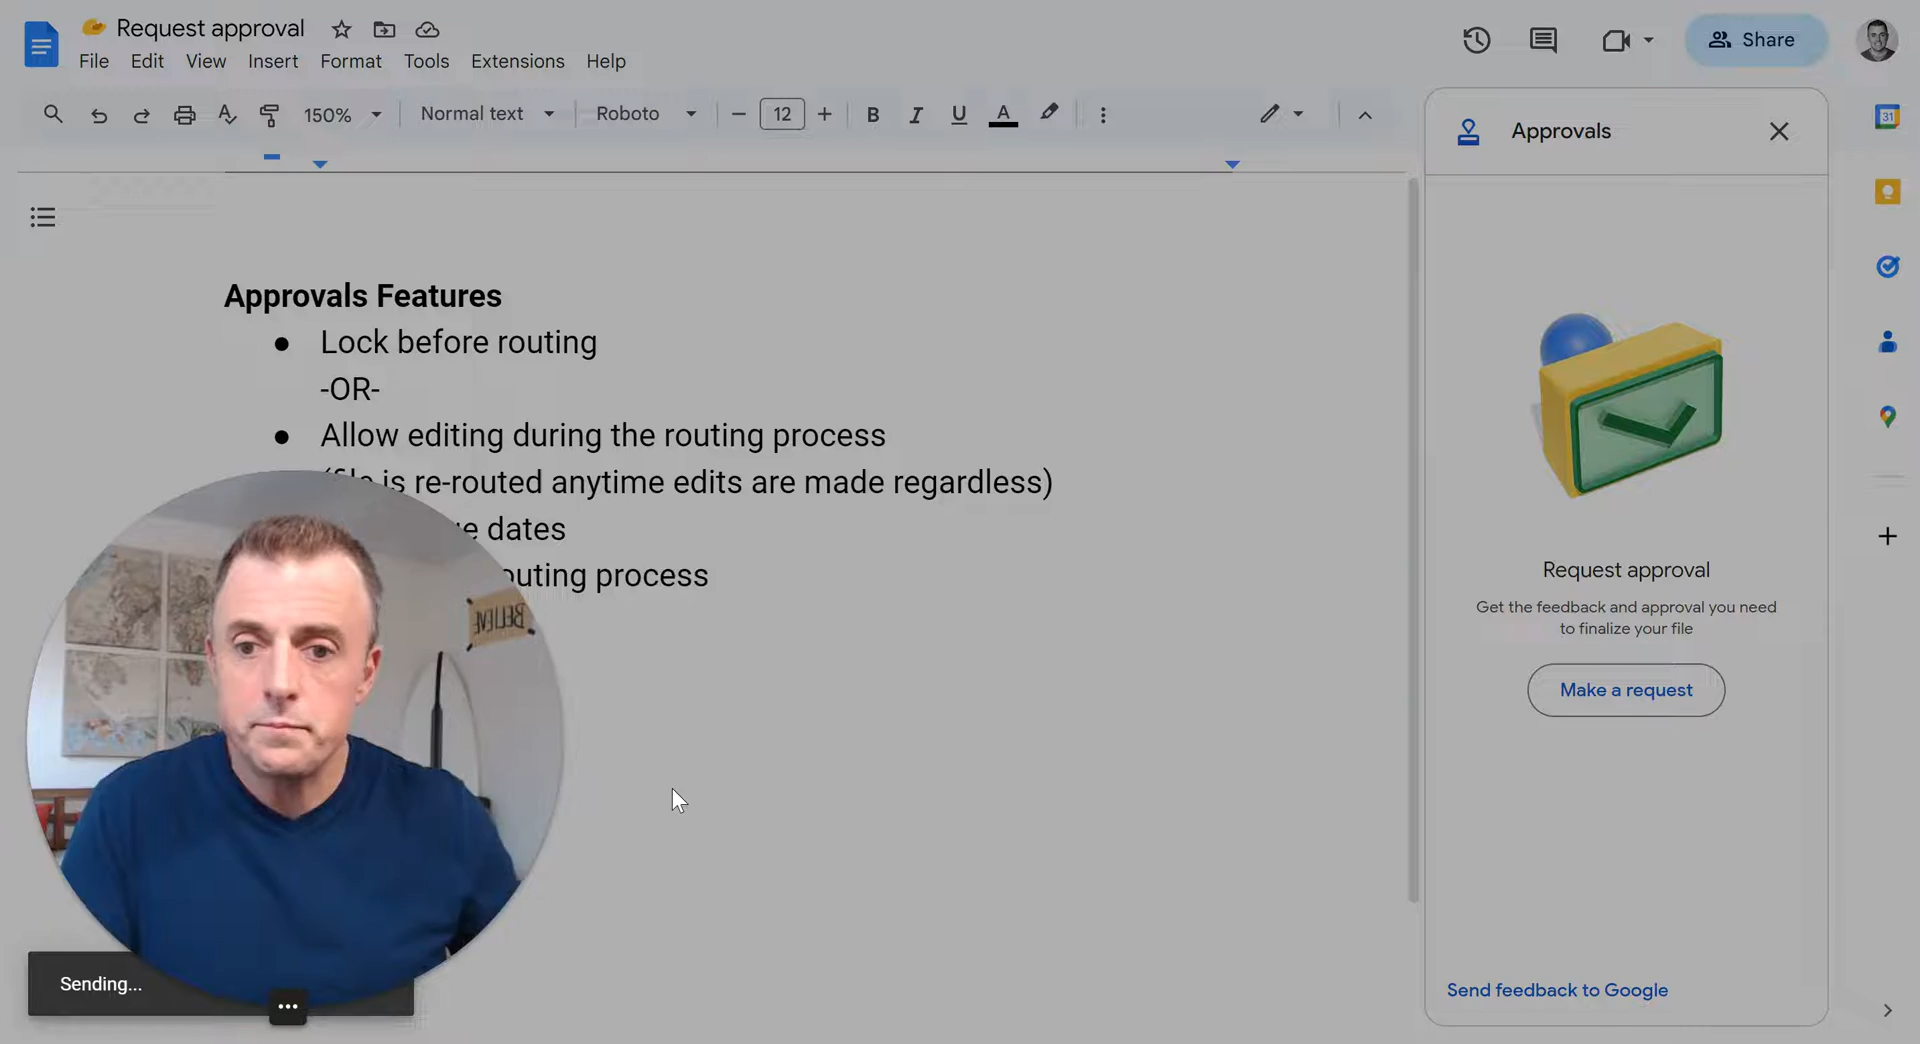 Request approval
File Edit View Insert Format Tools Extensions Help
Share
150% Normal text Roboto 12 B I U A
31
Approvals
Approvals Features
Lock before routing
-OR-
Allow editing during the routing process
is re-routed anytime edits are made regardless)
dates
routing process
BELIEVE
Request approval
Get the feedback and approval you need
to finalize your file
Make a request
Sending...
Send feedback to Google